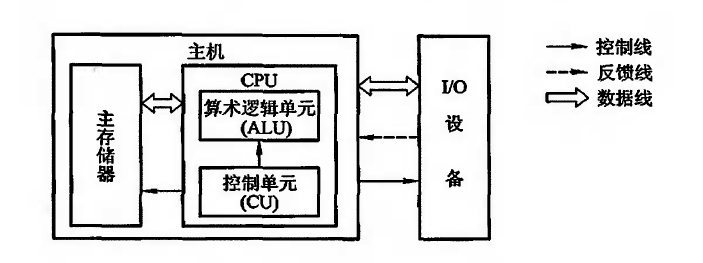 主机
CPU
算术逻辑单元
(ALU)
控制单元
(CU)
主存储器
I/O
设
备
控制线
反馈线
数据线